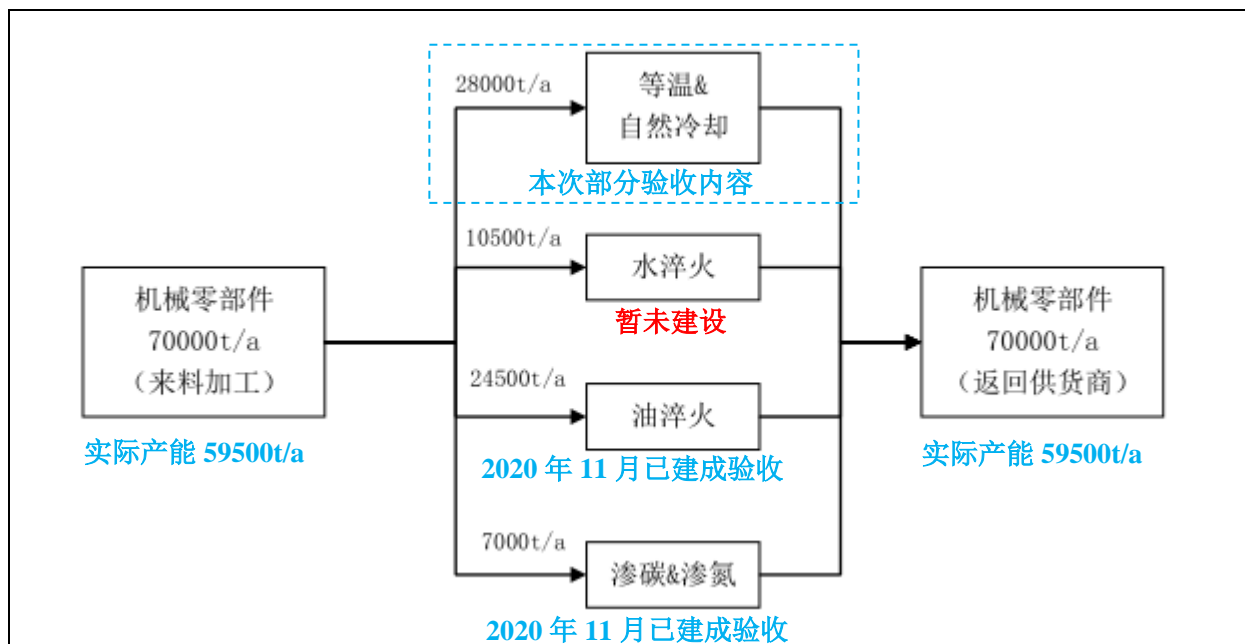 28000t/a
等温&
自然冷却
本次部分验收内容
10500t/a
水淬火
暂未建设
机械零部件
70000t/a
（来料加工）
实际产能 59500t/a
24500t/a
油淬火
2020 年 11 月已建成验收
7000t/a
渗碳&渗氮
2020 年 11 月已建成验收
机械零部件
70000t/a
（返回供货商）
实际产能 59500t/a